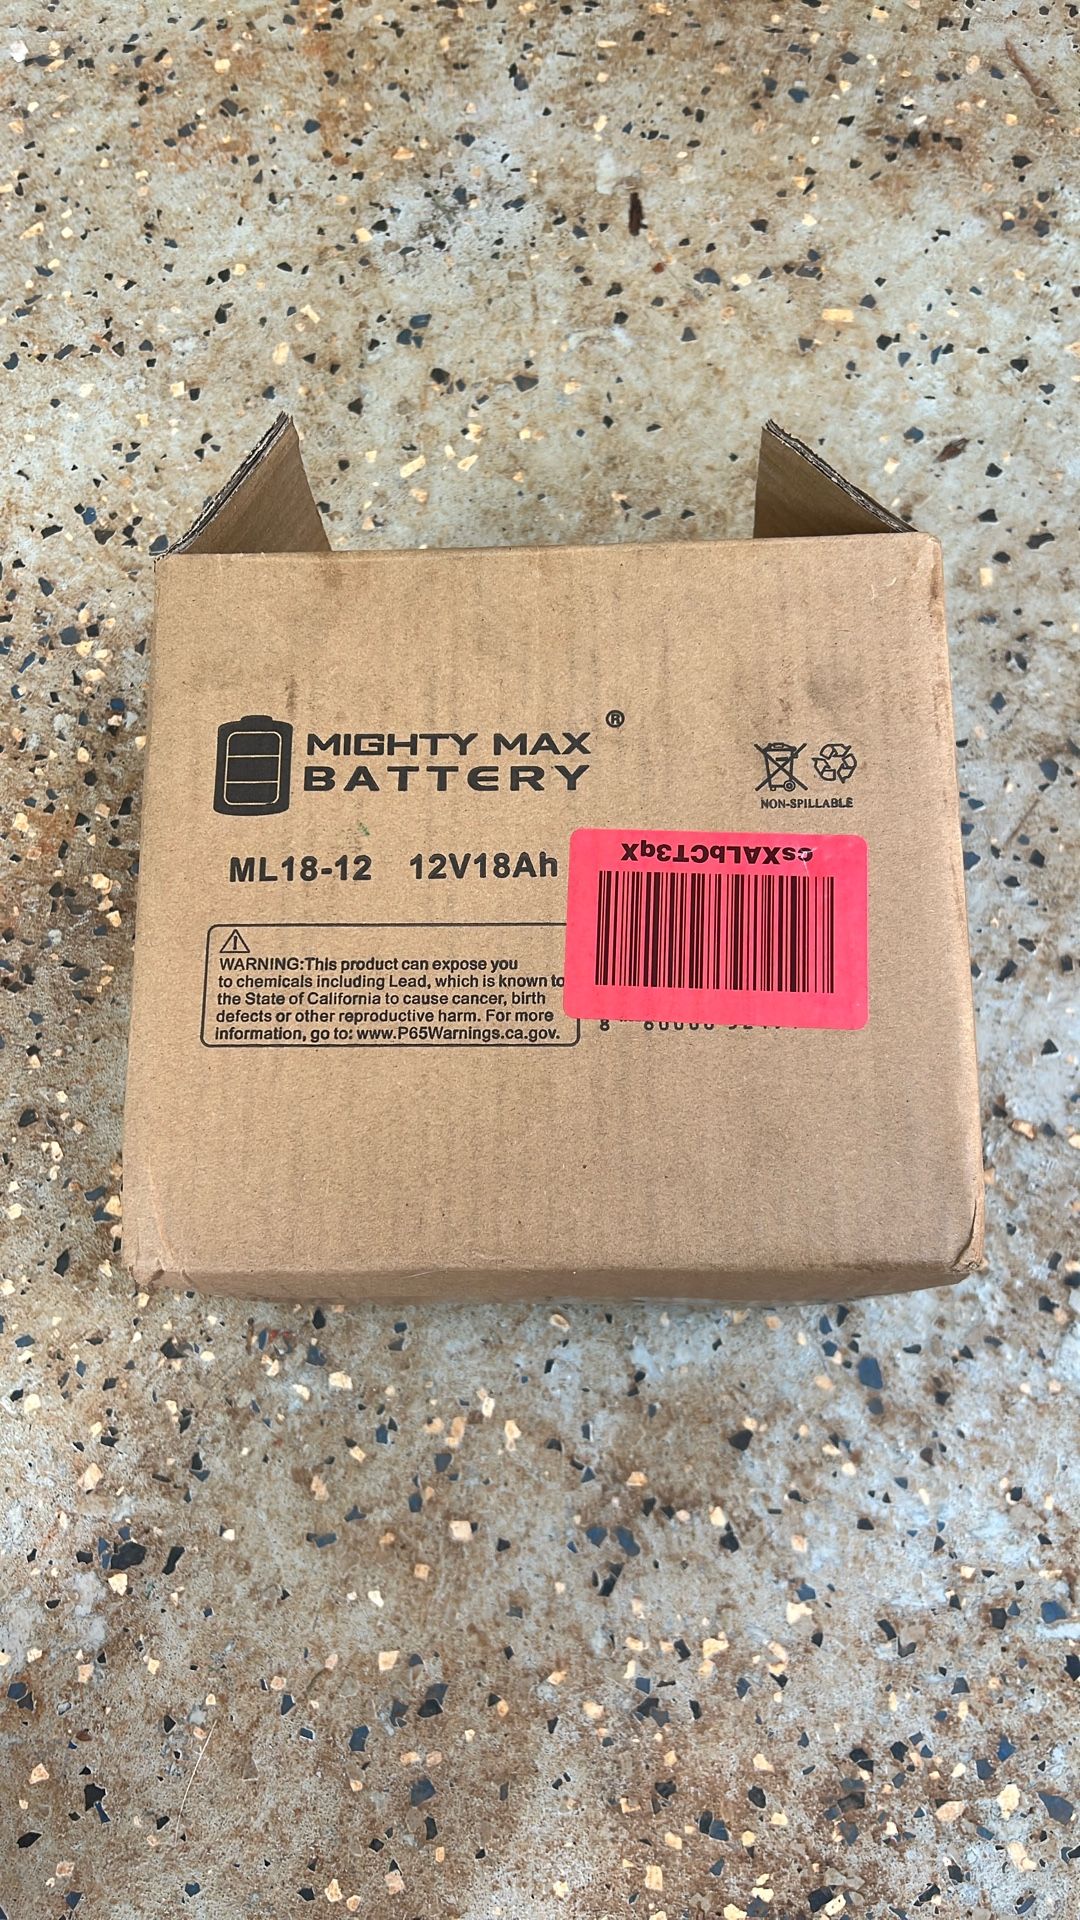 MIGHTY MAX ®
BATTERY
NON-SPILLABLE
ML18-12 12V18Ah
csXALbCT3qX
WARNING:This product can expose you
to chemicals including Lead, which is known to
the State of California to cause cancer, birth
defects or other reproductive harm. For more
information, go to: www.P65Warnings.ca.gov.